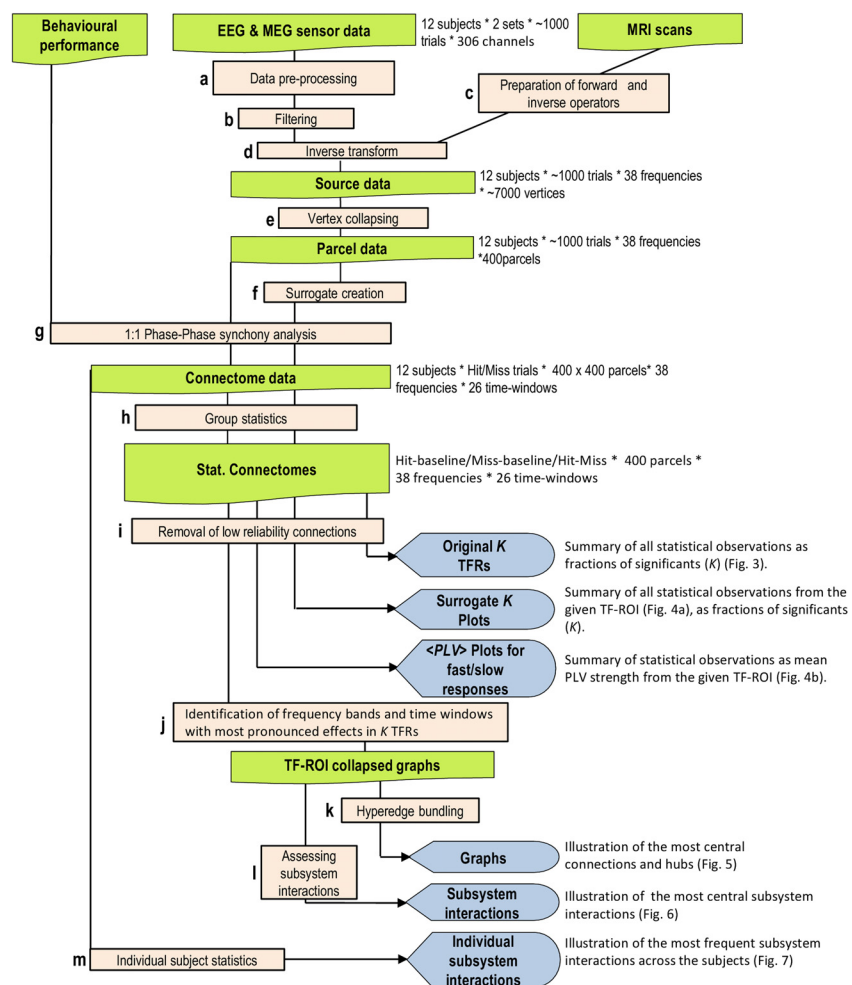 Behavioural
performance
EEG & MEG sensor data
12 subjects * 2 sets * ~1000
trials * 306 channels
MRI scans
a
Data pre-processing
c
Preparation of forward and
inverse operators
b
Filtering
d
Inverse transform
Source data
12 subjects * ~1000 trials * 38 frequencies
* ~7000 vertices
e
Vertex collapsing
Parcel data
12 subjects * ~1000 trials * 38 frequencies
*400parcels
f
Surrogate creation
g
1:1 Phase-Phase synchony analysis
Connectome data
12 subjects * Hit/Miss trials * 400 x 400 parcels* 38
frequencies * 26 time-windows
h
Group statistics
Stat. Connectomes
Hit-baseline/Miss-baseline/Hit-Miss * 400 parcels *
38 frequencies * 26 time-windows
i
Removal of low reliability connections
Original K
TFRs
Summary of all statistical observations as
fractions of significants (K) (Fig. 3).
Surrogate K
Plots
Summary of all statistical observations from the
given TF-ROI (Fig. 4a), as fractions of significants
(K).
<PLV> Plots for
fast/slow
responses
Summary of statistical observations as mean
PLV strength from the given TF-ROI (Fig. 4b).
j
Identification of frequency bands and time windows
with most pronounced effects in K TFRs
TF-ROI collapsed graphs
k
Hyperedge bundling
Graphs
Illustration of the most central
connections and hubs (Fig. 5)
l
Assessing
subsystem
interactions
Subsystem
interactions
Illustration of the most central subsystem
interactions (Fig. 6)
m
Individual subject statistics
Individual
subsystem
interactions
Illustration of the most frequent subsystem
interactions across the subjects (Fig. 7)